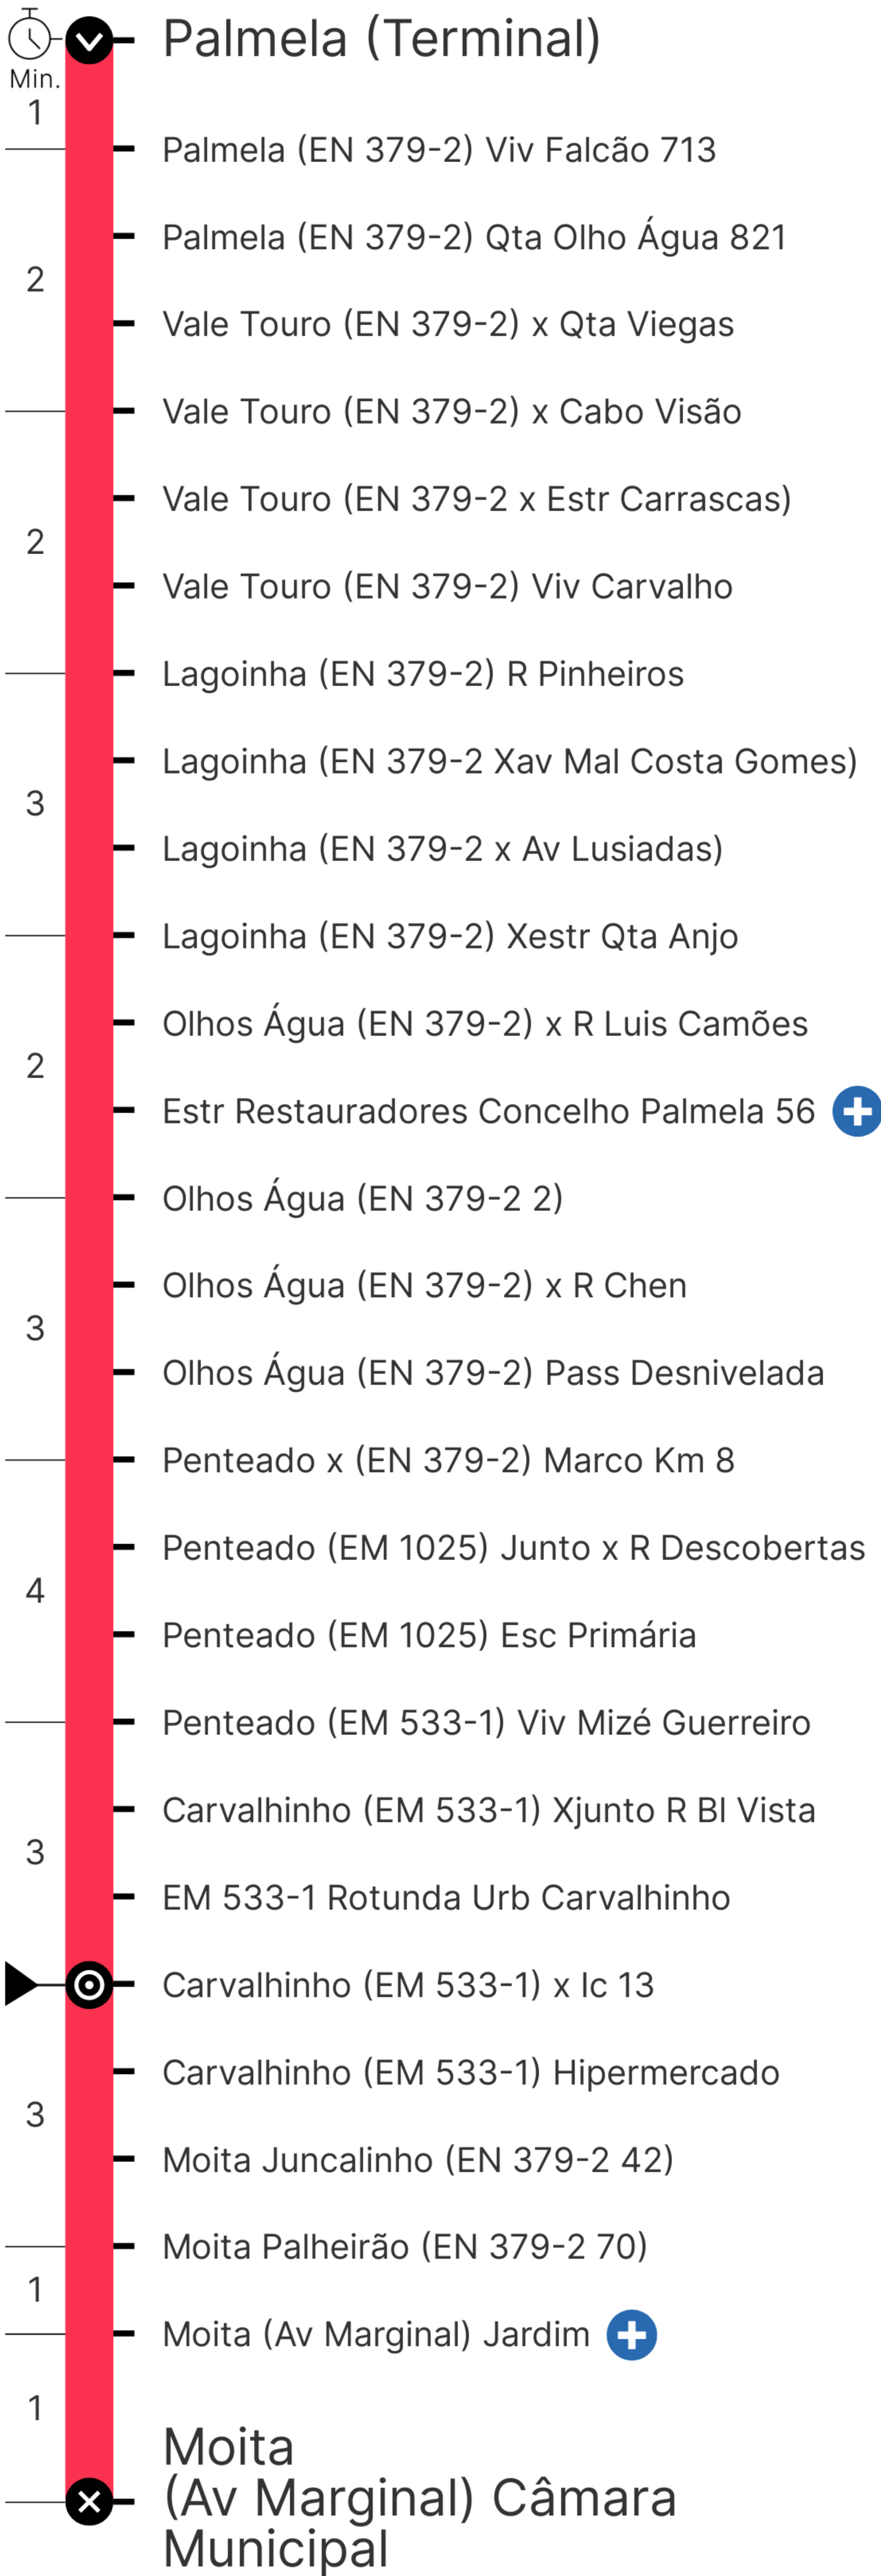 Palmela (Terminal)
Min.
1
Palmela (EN 379-2) Viv Falcão 713
Palmela (EN 379-2) Qta Olho Água 821
2
Vale Touro (EN 379-2) x Qta Viegas
Vale Touro (EN 379-2) x Cabo Visão
Vale Touro (EN 379-2 x Estr Carrascas)
2
Vale Touro (EN 379-2) Viv Carvalho
Lagoinha (EN 379-2) R Pinheiros
Lagoinha (EN 379-2 Xav Mal Costa Gomes)
3
Lagoinha (EN 379-2 x Av Lusiadas)
Lagoinha (EN 379-2) Xestr Qta Anjo
Olhos Água (EN 379-2) x R Luis Camões
2
Estr Restauradores Concelho Palmela 56
Olhos Água (EN 379-2 2)
Olhos Água (EN 379-2) x R Chen
3
Olhos Água (EN 379-2) Pass Desnivelada
Penteado x (EN 379-2) Marco Km 8
Penteado (EM 1025) Junto x R Descobertas
4
Penteado (EM 1025) Esc Primária
Penteado (EM 533-1) Viv Mizé Guerreiro
Carvalhinho (EM 533-1) Xjunto R Bl Vista
3
EM 533-1 Rotunda Urb Carvalhinho
Carvalhinho (EM 533-1) x Ic 13
Carvalhinho (EM 533-1) Hipermercado
3
Moita Juncalinho (EN 379-2 42)
Moita Palheirão (EN 379-2 70)
1
Moita (Av Marginal) Jardim
1
Moita
(Av Marginal) Câmara
Municipal